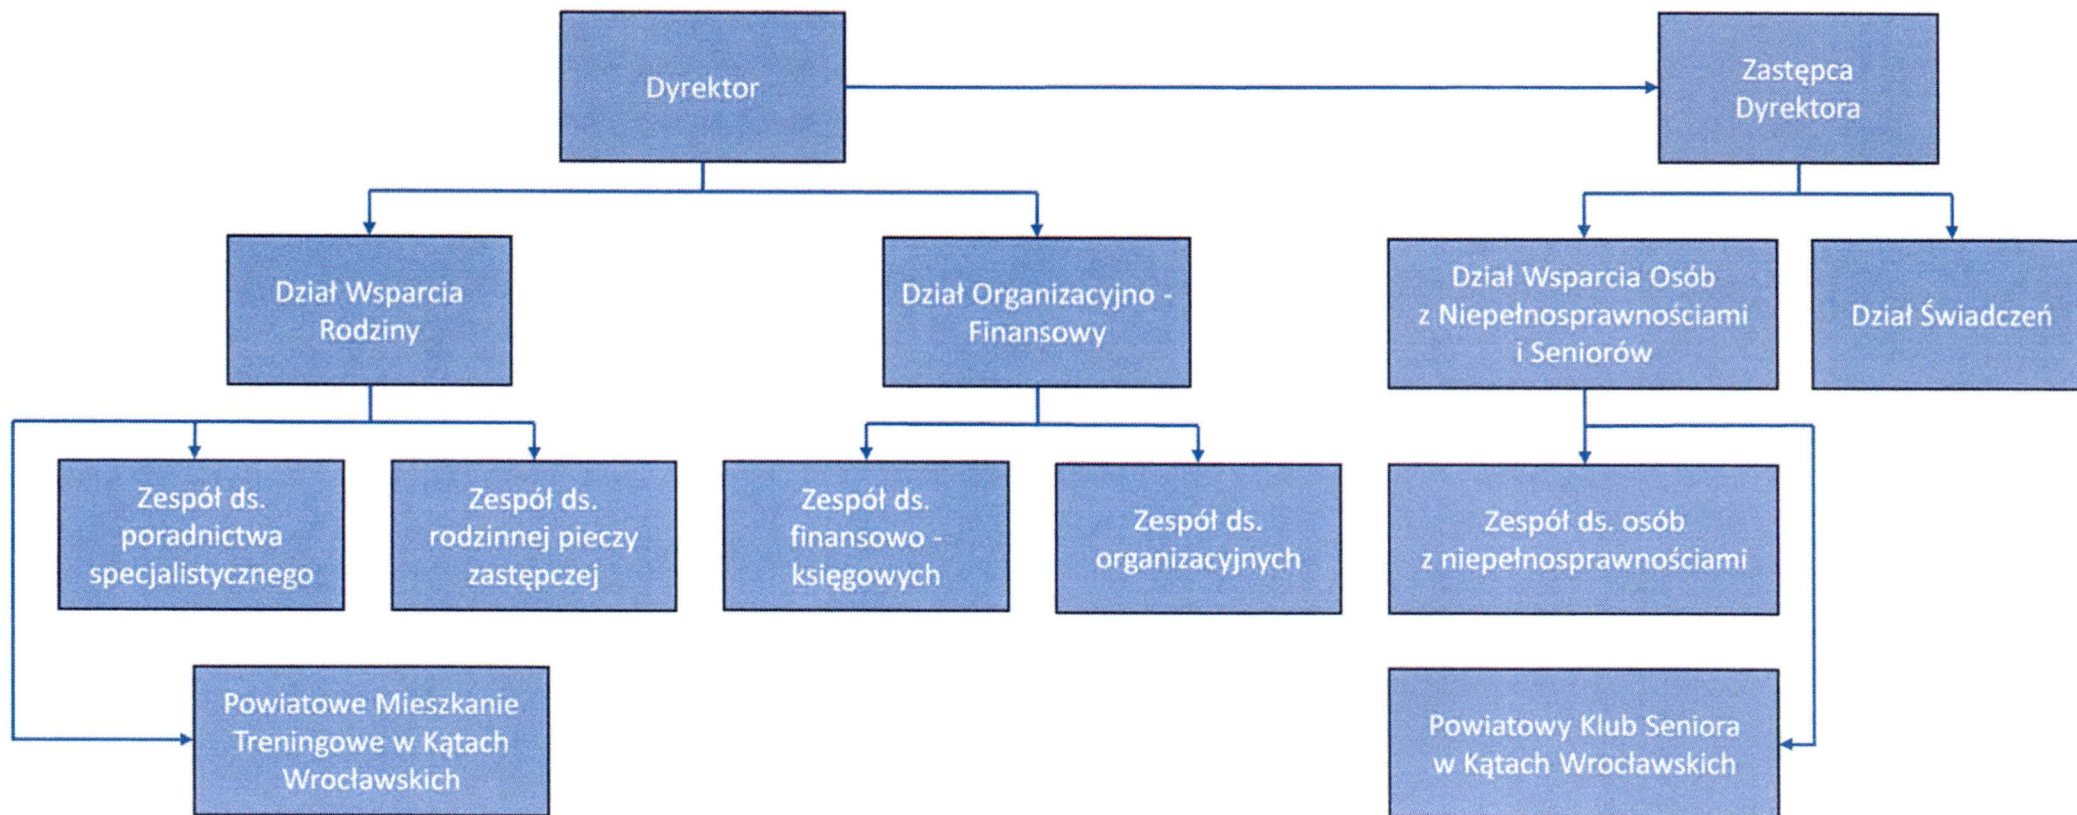 Dyrektor
Zastępca
Dyrektora
Dział Wsparcia
Rodziny
Dział Organizacyjno -
Finansowy
Dział Wsparcia Osób
z Niepełnosprawnościami
i Seniorów
Dział Świadczeń
Zespół ds.
poradnictwa
specjalistycznego
Zespół ds.
rodzinnej pieczy
zastępczej
Zespół ds.
finansowo -
księgowych
Zespół ds.
organizacyjnych
Zespół ds. osób
z niepełnosprawnościami
Powiatowe Mieszkanie
Treningowe w Kątach
Wrocławskich
Powiatowy Klub Seniora
w Kątach Wrocławskich